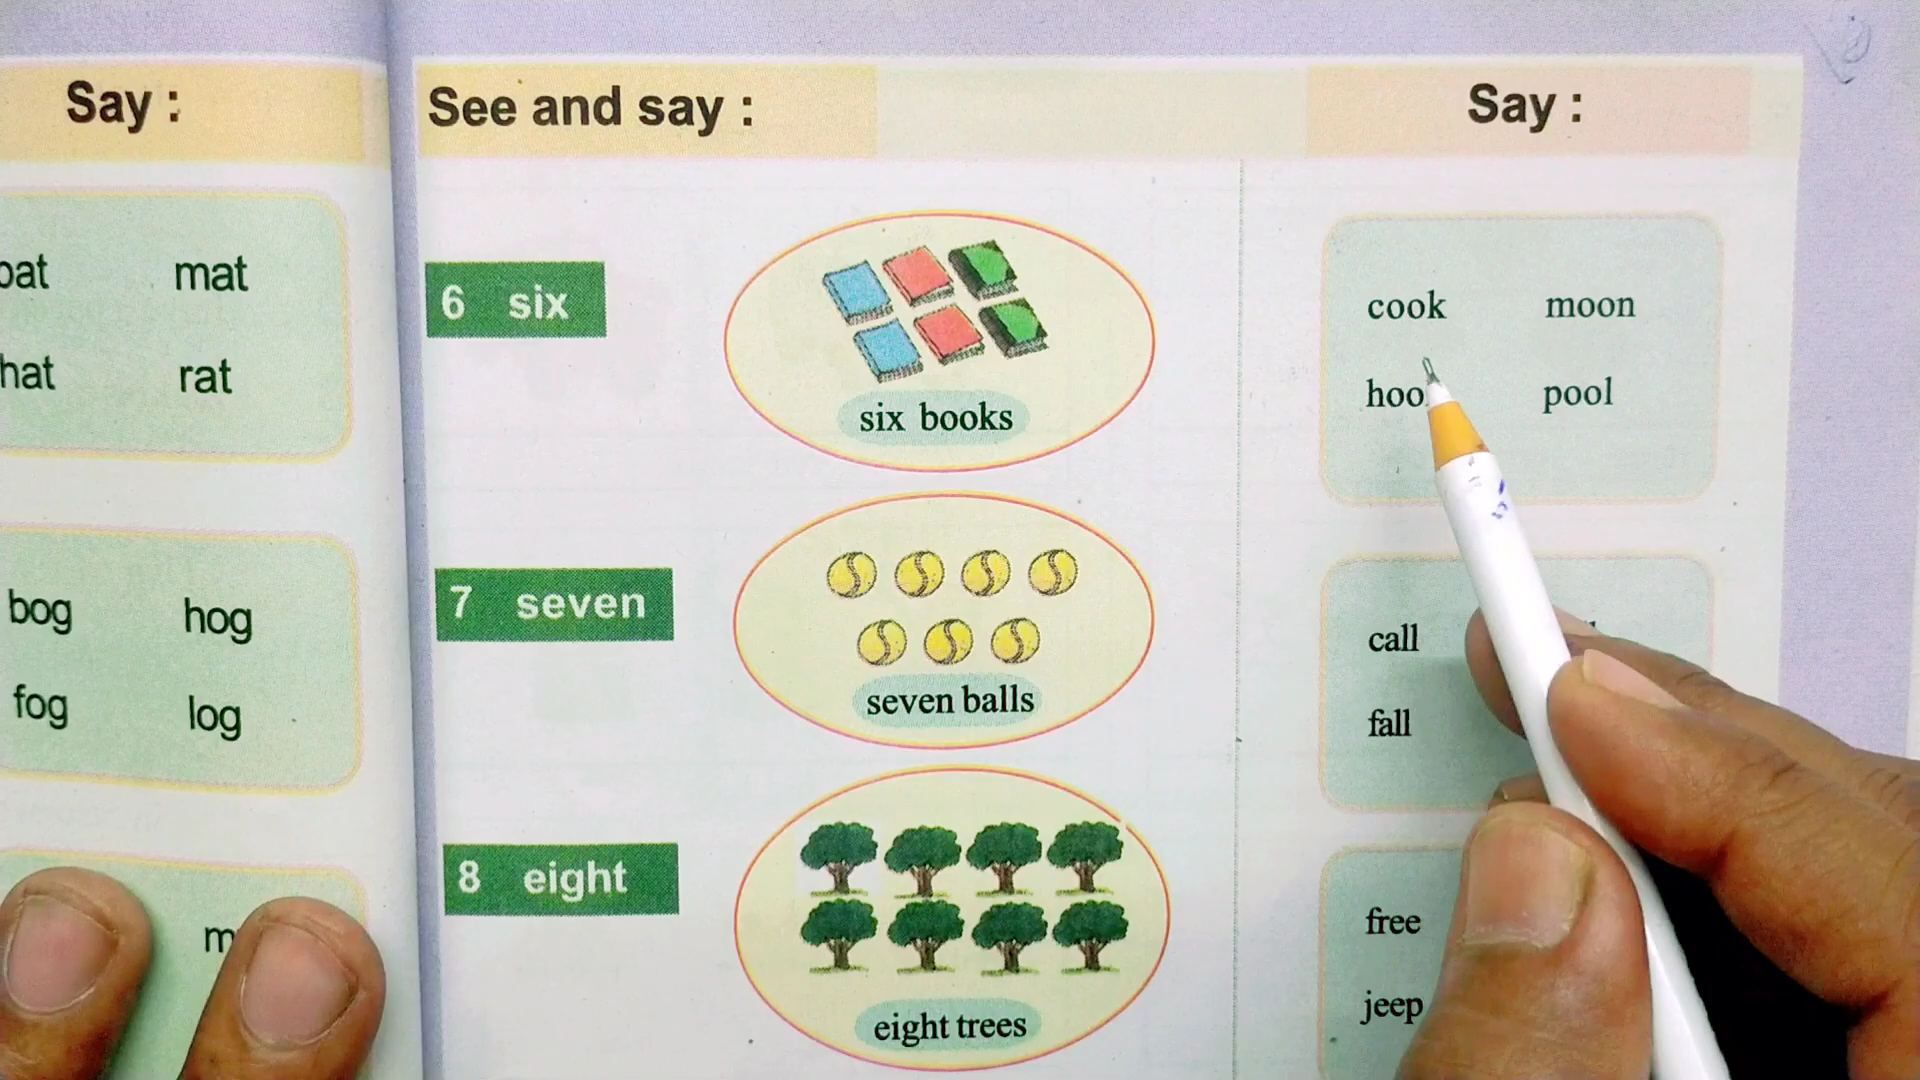 Say :
mat
hat rat
bog hog
fog log
See and say :
6 six
six books
7 seven
seven balls
8 eight
eight trees
Say :
cook moon
pool
call
fall
free
jeep